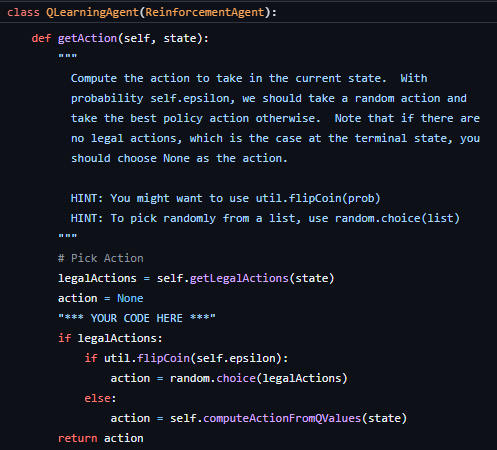 class QLearningAgent(ReinforcementAgent):
    def getAction(self, state):
        """
          Compute the action to take in the current state.  With
          probability self.epsilon, we should take a random action and
          take the best policy action otherwise.  Note that if there are
          no legal actions, which is the case at the terminal state, you
          should choose None as the action.

          HINT: You might want to use util.flipCoin(prob)
          HINT: To pick randomly from a list, use random.choice(list)
        """
        # Pick Action
        legalActions = self.getLegalActions(state)
        action = None
        "*** YOUR CODE HERE ***"
        if legalActions:
            if util.flipCoin(self.epsilon):
                action = random.choice(legalActions)
            else:
                action = self.computeActionFromQValues(state)
        return action